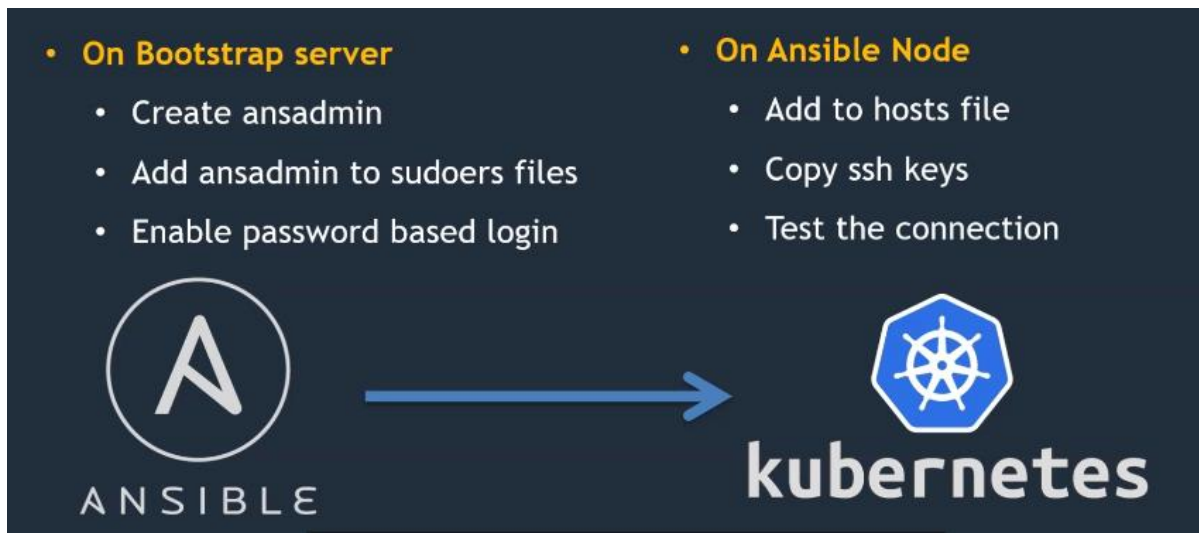 • On Bootstrap server
• Create ansadmin
• Add ansadmin to sudoers files
• Enable password based login
• On Ansible Node
• Add to hosts file
• Copy ssh keys
• Test the connection
ANSIBLE
kubernetes